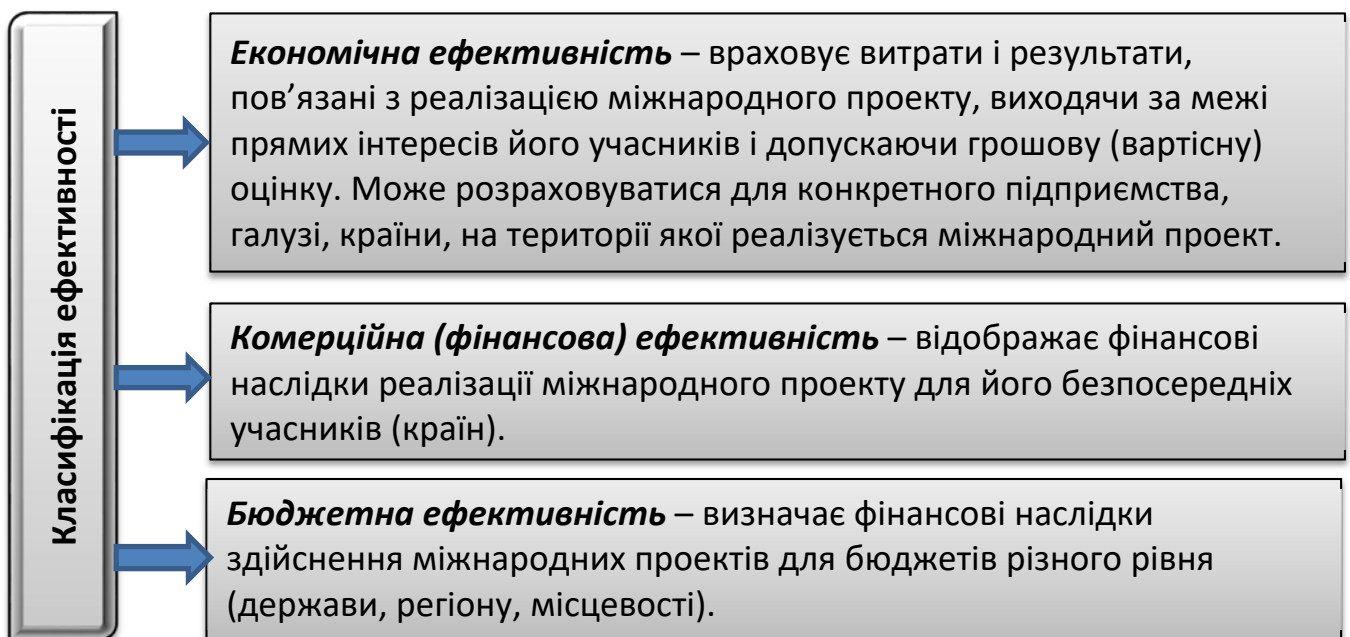 Класифікація ефективності
Економічна ефективність – враховує витрати і результати,
пов’язані з реалізацією міжнародного проекту, виходячи за межі
прямих інтересів його учасників і допускаючи грошову (вартісну)
оцінку. Може розраховуватися для конкретного підприємства,
галузі, країни, на території якої реалізується міжнародний проект.
Комерційна (фінансова) ефективність – відображає фінансові
наслідки реалізації міжнародного проекту для його безпосередніх
учасників (країн).
Бюджетна ефективність – визначає фінансові наслідки
здійснення міжнародних проектів для бюджетів різного рівня
(держави, регіону, місцевості).